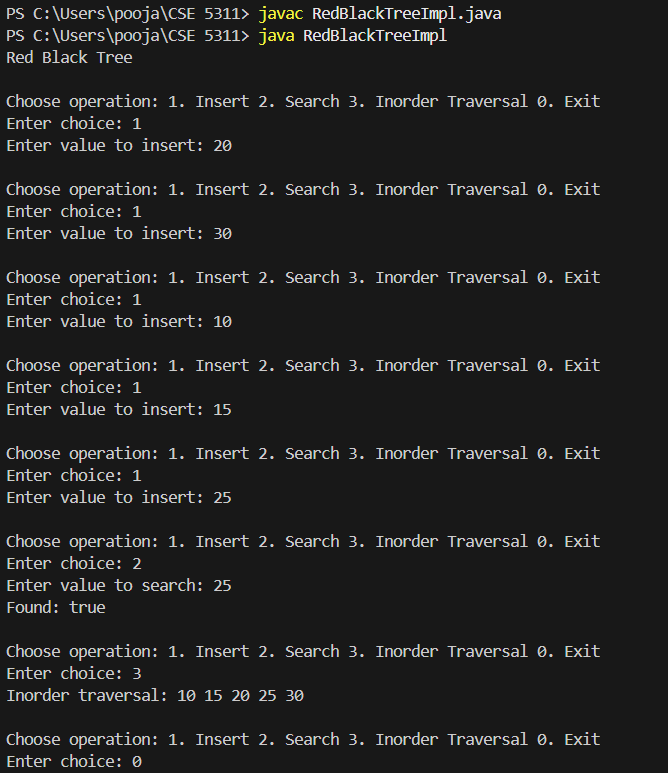 PS C:\Users\pooja\CSE 5311> javac RedBlackTreeImpl.java
PS C:\Users\pooja\CSE 5311> java RedBlackTreeImpl
Red Black Tree
Choose operation: 1. Insert 2. Search 3. Inorder Traversal 0. Exit
Enter choice: 1
Enter value to insert: 20
Choose operation: 1. Insert 2. Search 3. Inorder Traversal 0. Exit
Enter choice: 1
Enter value to insert: 30
Choose operation: 1. Insert 2. Search 3. Inorder Traversal 0. Exit
Enter choice: 1
Enter value to insert: 10
Choose operation: 1. Insert 2. Search 3. Inorder Traversal 0. Exit
Enter choice: 1
Enter value to insert: 15
Choose operation: 1. Insert 2. Search 3. Inorder Traversal 0. Exit
Enter choice: 1
Enter value to insert: 25
Choose operation: 1. Insert 2. Search 3. Inorder Traversal 0. Exit
Enter choice: 2
Enter value to search: 25
Found: true
Choose operation: 1. Insert 2. Search 3. Inorder Traversal 0. Exit
Enter choice: 3
Inorder traversal: 10 15 20 25 30
Choose operation: 1. Insert 2. Search 3. Inorder Traversal 0. Exit
Enter choice: 0